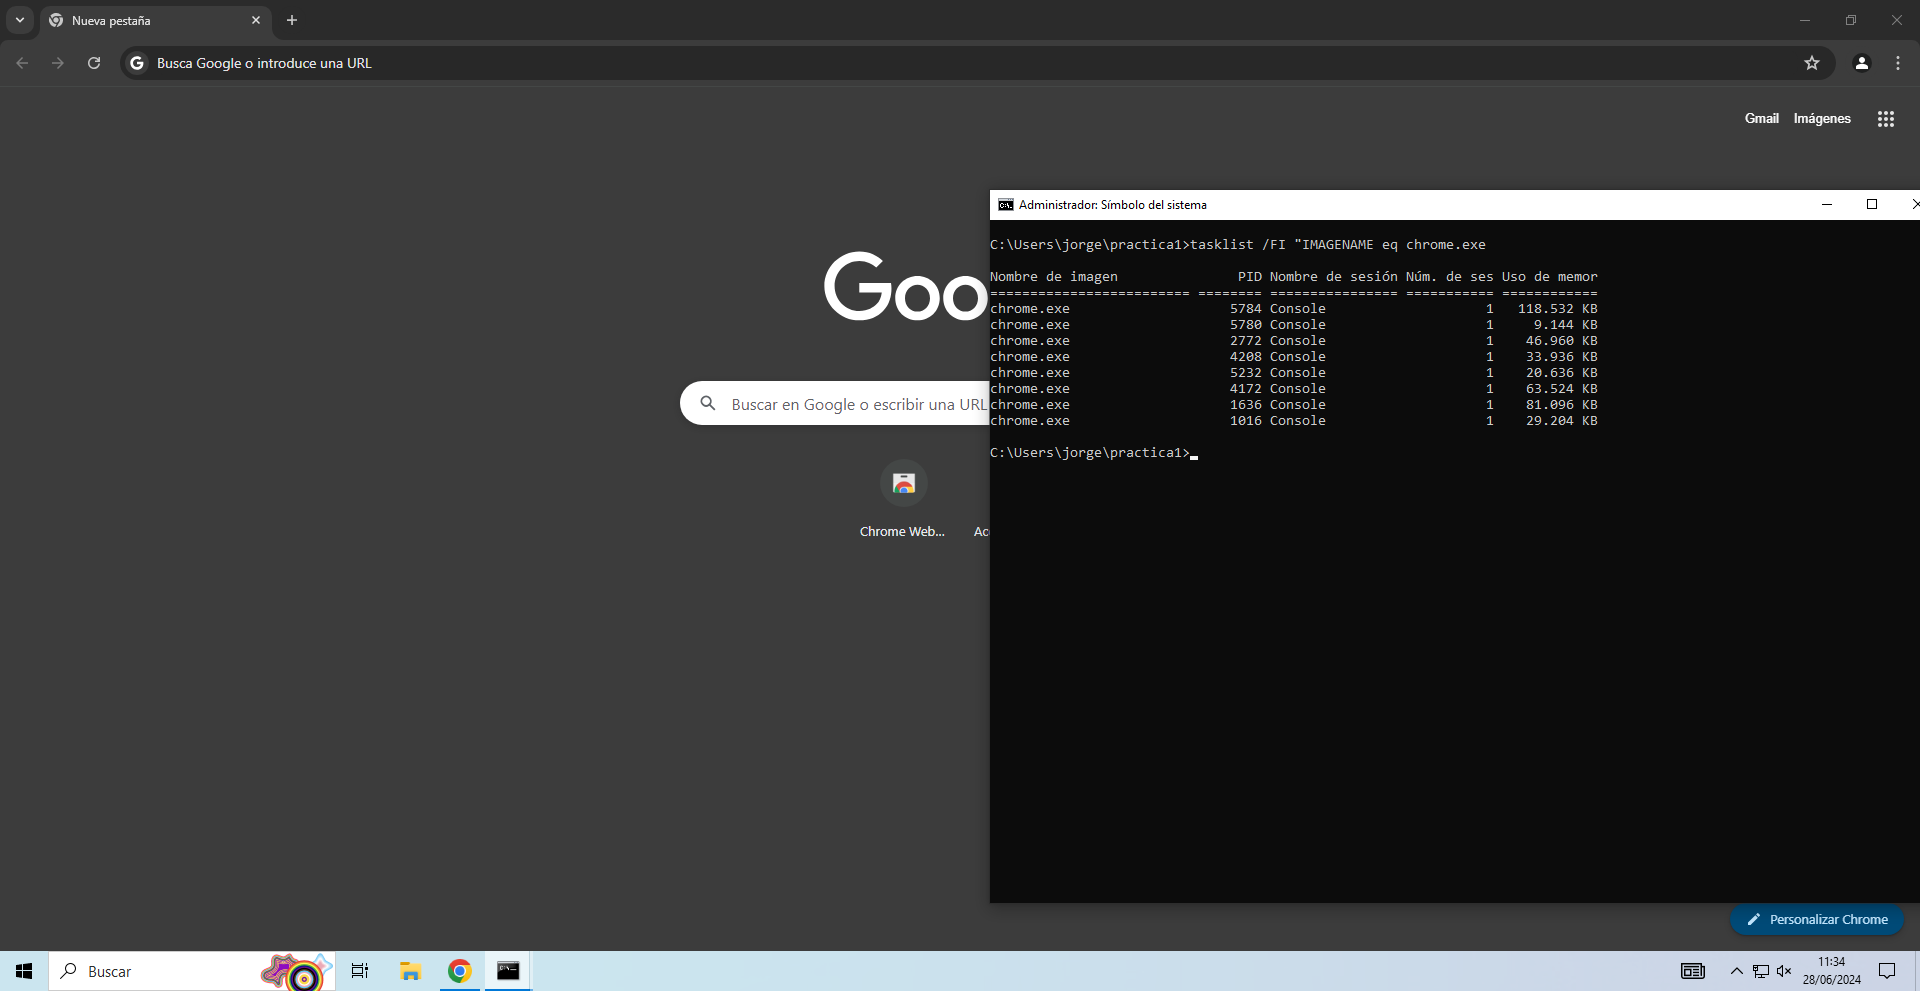 Nueva pestaña
Busca Google o introduce una URL
Gmail Imágenes
Administrador: Símbolo del sistema
C:\Users\jorge\practica1>tasklist /FI "IMAGENAME eq chrome.exe
Nombre de imagen                 PID Nombre de sesión Núm. de ses Uso de memor
========================= ======== ================ =========== ============
chrome.exe                    5784 Console                    1   118.532 KB
chrome.exe                    5780 Console                    1     9.144 KB
chrome.exe                    2772 Console                    1    46.960 KB
chrome.exe                    4208 Console                    1    33.936 KB
chrome.exe                    5232 Console                    1    20.636 KB
chrome.exe                    4172 Console                    1    63.524 KB
chrome.exe                    1636 Console                    1    81.096 KB
chrome.exe                    1016 Console                    1    29.204 KB
C:\Users\jorge\practica1>
Goo
Buscar en Google o escribir una URL
Chrome Web... Ac
Personalizar Chrome
Buscar
11:34
28/06/2024